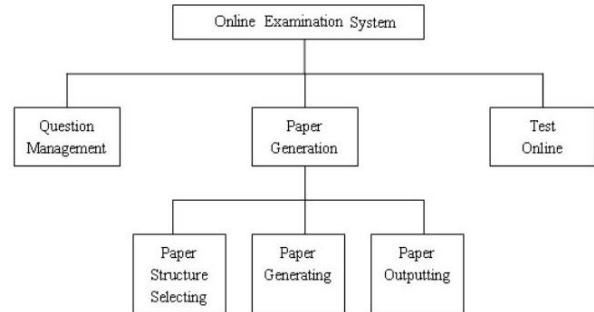 Online Examination System
Question
Management
Paper
Generation
Test
Online
Paper
Structure
Selecting
Paper
Generating
Paper
Outputting